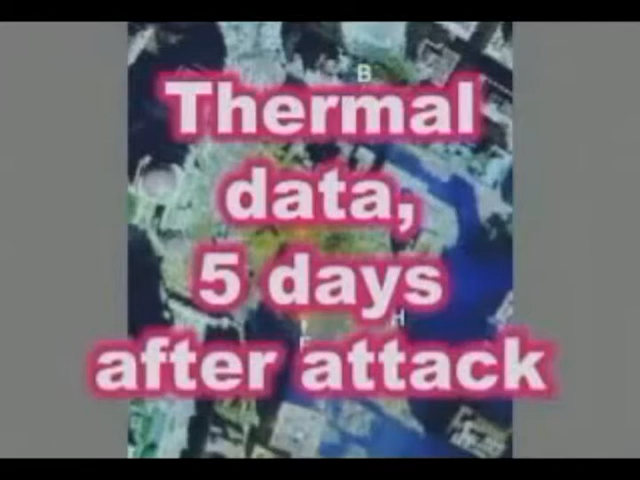 B
Thermal
data,
5 days
H
F
after attack